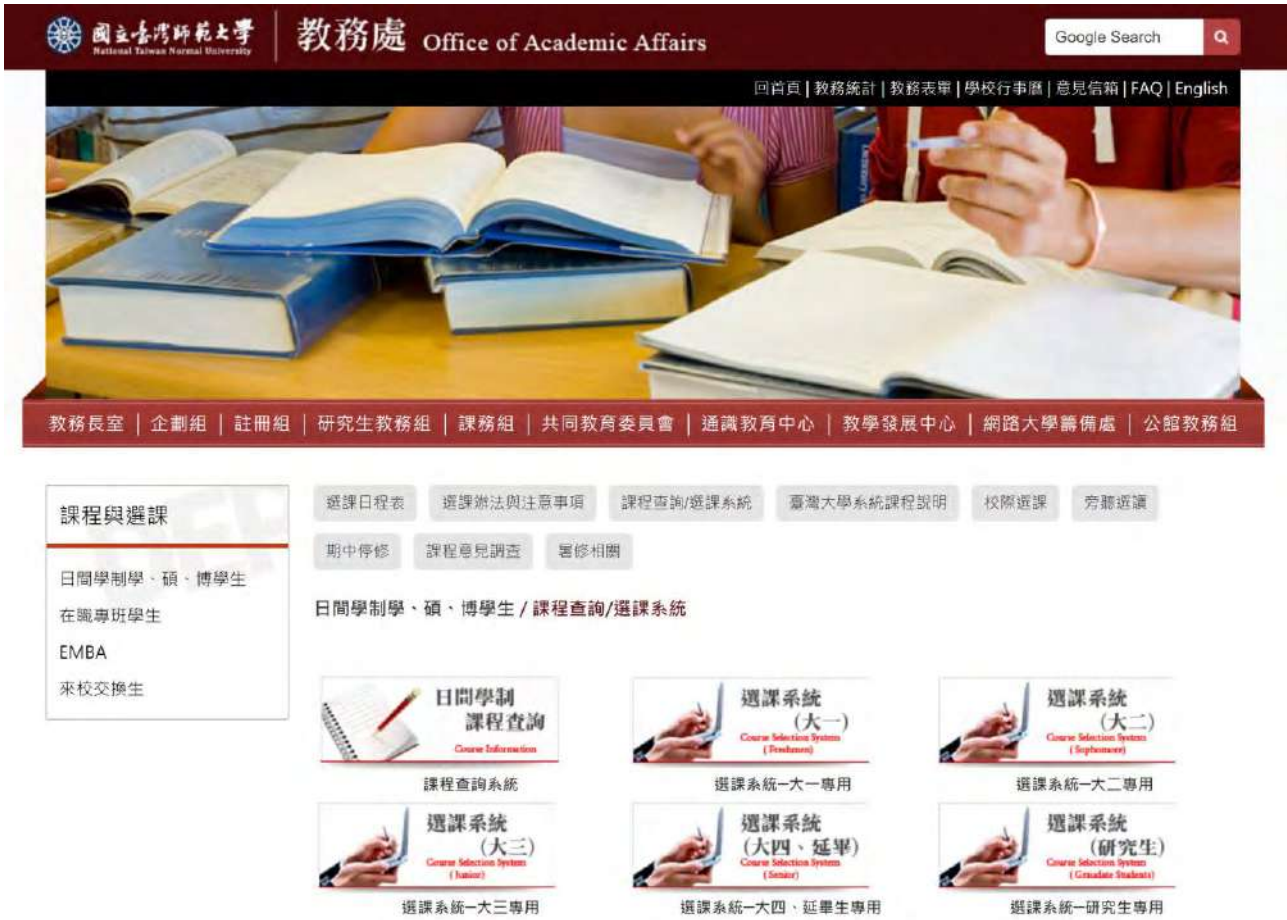 國立臺灣師範大學
National Taiwan Normal University
教務處 Office of Academic Affairs
Google Search
回首頁 | 教務統計 | 教務表單 | 學校行事曆 | 意見信箱 | FAQ | English
教務長室 | 企劃組 | 註冊組 | 研究生教務組 | 課務組 | 共同教育委員會 | 通識教育中心 | 教學發展中心 | 網路大學籌備處 | 公館教務組
課程與選課
日間學制學、碩、博學生
在職專班學生
EMBA
來校交換生
選課日程表 選課辦法與注意事項 課程查詢/選課系統 臺灣大學系統課程說明 校際選課 旁聽選讀
期中停修 課程意見調查 暑修相關
日間學制學、碩、博學生 / 課程查詢/選課系統
日間學制
課程查詢
Course Information
課程查詢系統
選課系統
(大一)
Course Selection System
( Freshmen)
選課系統─大一專用
選課系統
(大二)
Course Selection System
( Sophomore)
選課系統─大二專用
選課系統
(大三)
Course Selection System
( Junior)
選課系統─大三專用
選課系統
(大四、延畢)
Course Selection System
( Senior)
選課系統─大四、延畢生專用
選課系統
(研究生)
Course Selection System
( Graudate Students)
選課系統─研究生專用